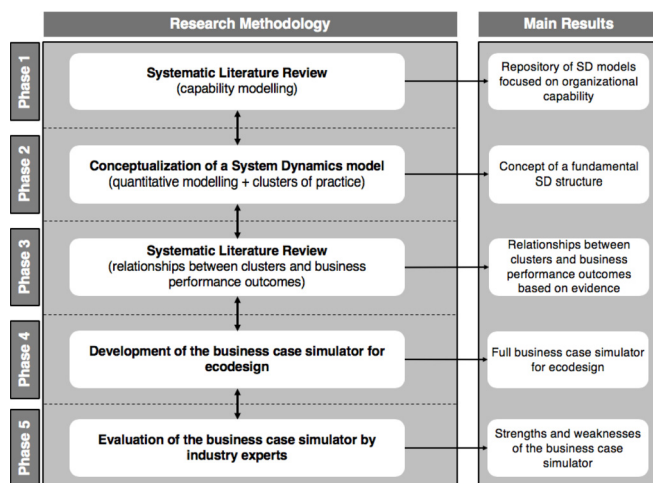 Research Methodology
Main Results
Phase 1
Systematic Literature Review
(capability modelling)
Repository of SD models
focused on organizational
capability
Phase 2
Conceptualization of a System Dynamics model
(quantitative modelling + clusters of practice)
Concept of a fundamental
SD structure
Phase 3
Systematic Literature Review
(relationships between clusters and business
performance outcomes)
Relationships between
clusters and business
performance outcomes
based on evidence
Phase 4
Development of the business case simulator for
ecodesign
Full business case simulator
for ecodesign
Phase 5
Evaluation of the business case simulator by
industry experts
Strengths and weaknesses
of the business case
simulator